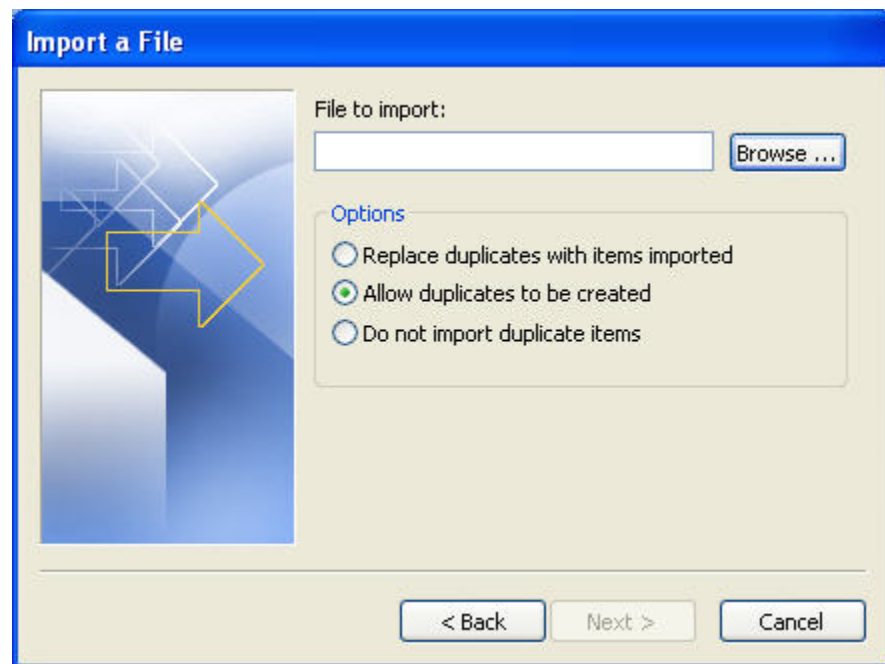 Import a File
File to import:
Browse ...
Options
Replace duplicates with items imported
Allow duplicates to be created
Do not import duplicate items
< Back
Next >
Cancel